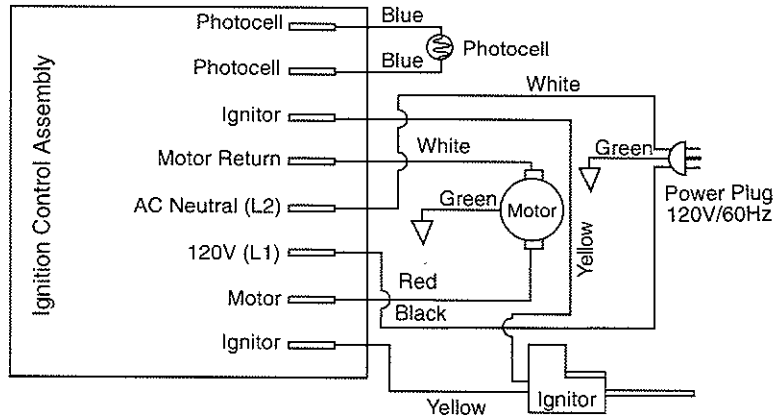 Ignition Control Assembly
Photocell
Photocell
Ignitor
Motor Return
AC Neutral (L2)
120V (L1)
Motor
Ignitor
Blue
Blue
Photocell
White
White
Green
Green
Motor
Power Plug
120V/60Hz
Yellow
Red
Black
Yellow
Ignitor